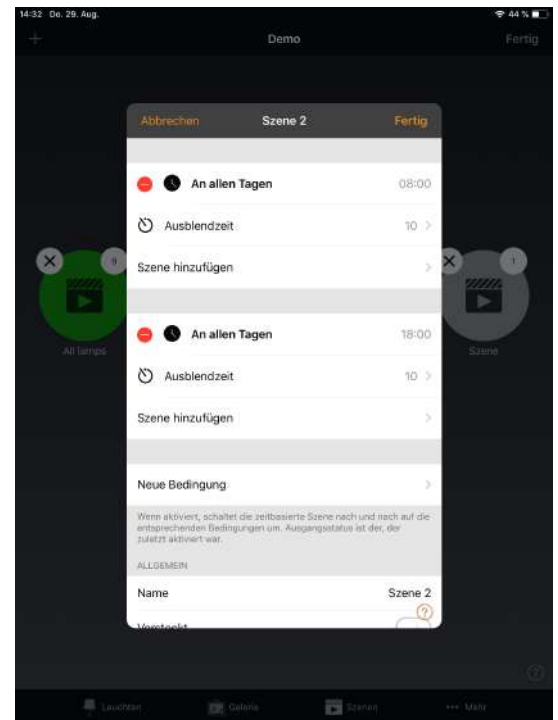 14:32 Do. 29. Aug.
44 %
Demo
Fertig
Abbrechen
Szene 2
Fertig
An allen Tagen
08:00
Ausblendzeit
10
Szene hinzufügen
9
1
All lamps
Szene
An allen Tagen
18:00
Ausblendzeit
10
Szene hinzufügen
Neue Bedingung
Wenn aktiviert, schaltet die zeitbasierte Szene nach und nach auf die
entsprechenden Bedingungen um. Ausgangsstatus ist der, der
zuletzt aktiviert war.
ALLGEMEIN
Name
Szene 2
?
Versteckt
?
Leuchten
Galerie
Szenen
Mehr